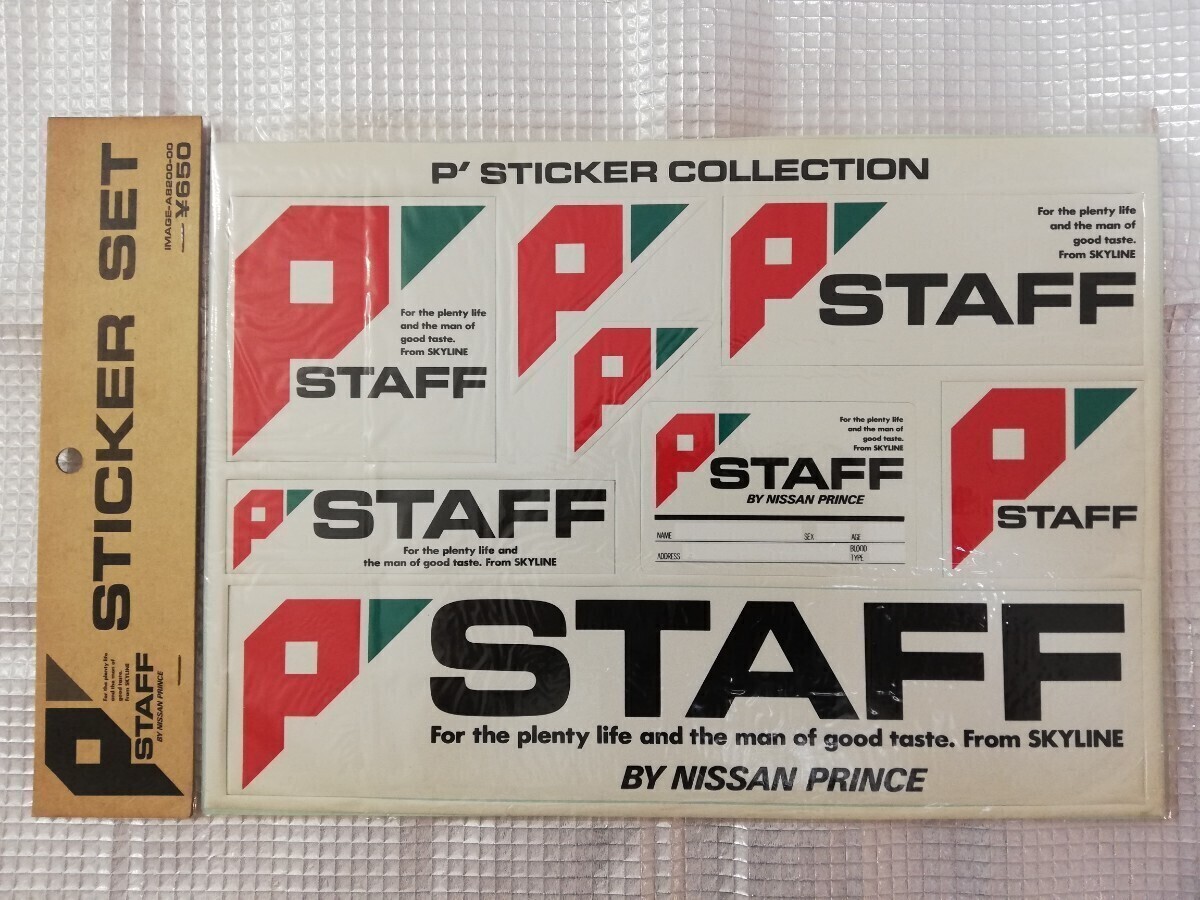 STICKER SET
IMAGE-A8200-00
¥650
P'
For the plenty life
and the man of
good taste.
From SKYLINE
STAFF
BY NISSAN PRINCE
P' STICKER COLLECTION
P'
For the plenty life
and the man of
good taste.
From SKYLINE
STAFF
P'
P'
P'
For the plenty life
and the man of
good taste.
From SKYLINE
STAFF
P' STAFF
For the plenty life and
the man of good taste. From SKYLINE
P'
For the plenty life
and the man of
good taste.
From SKYLINE
STAFF
BY NISSAN PRINCE
NAME SEX AGE
ADDRESS BLOOD
TYPE
P'
STAFF
P' STAFF
For the plenty life and the man of good taste. From SKYLINE
BY NISSAN PRINCE